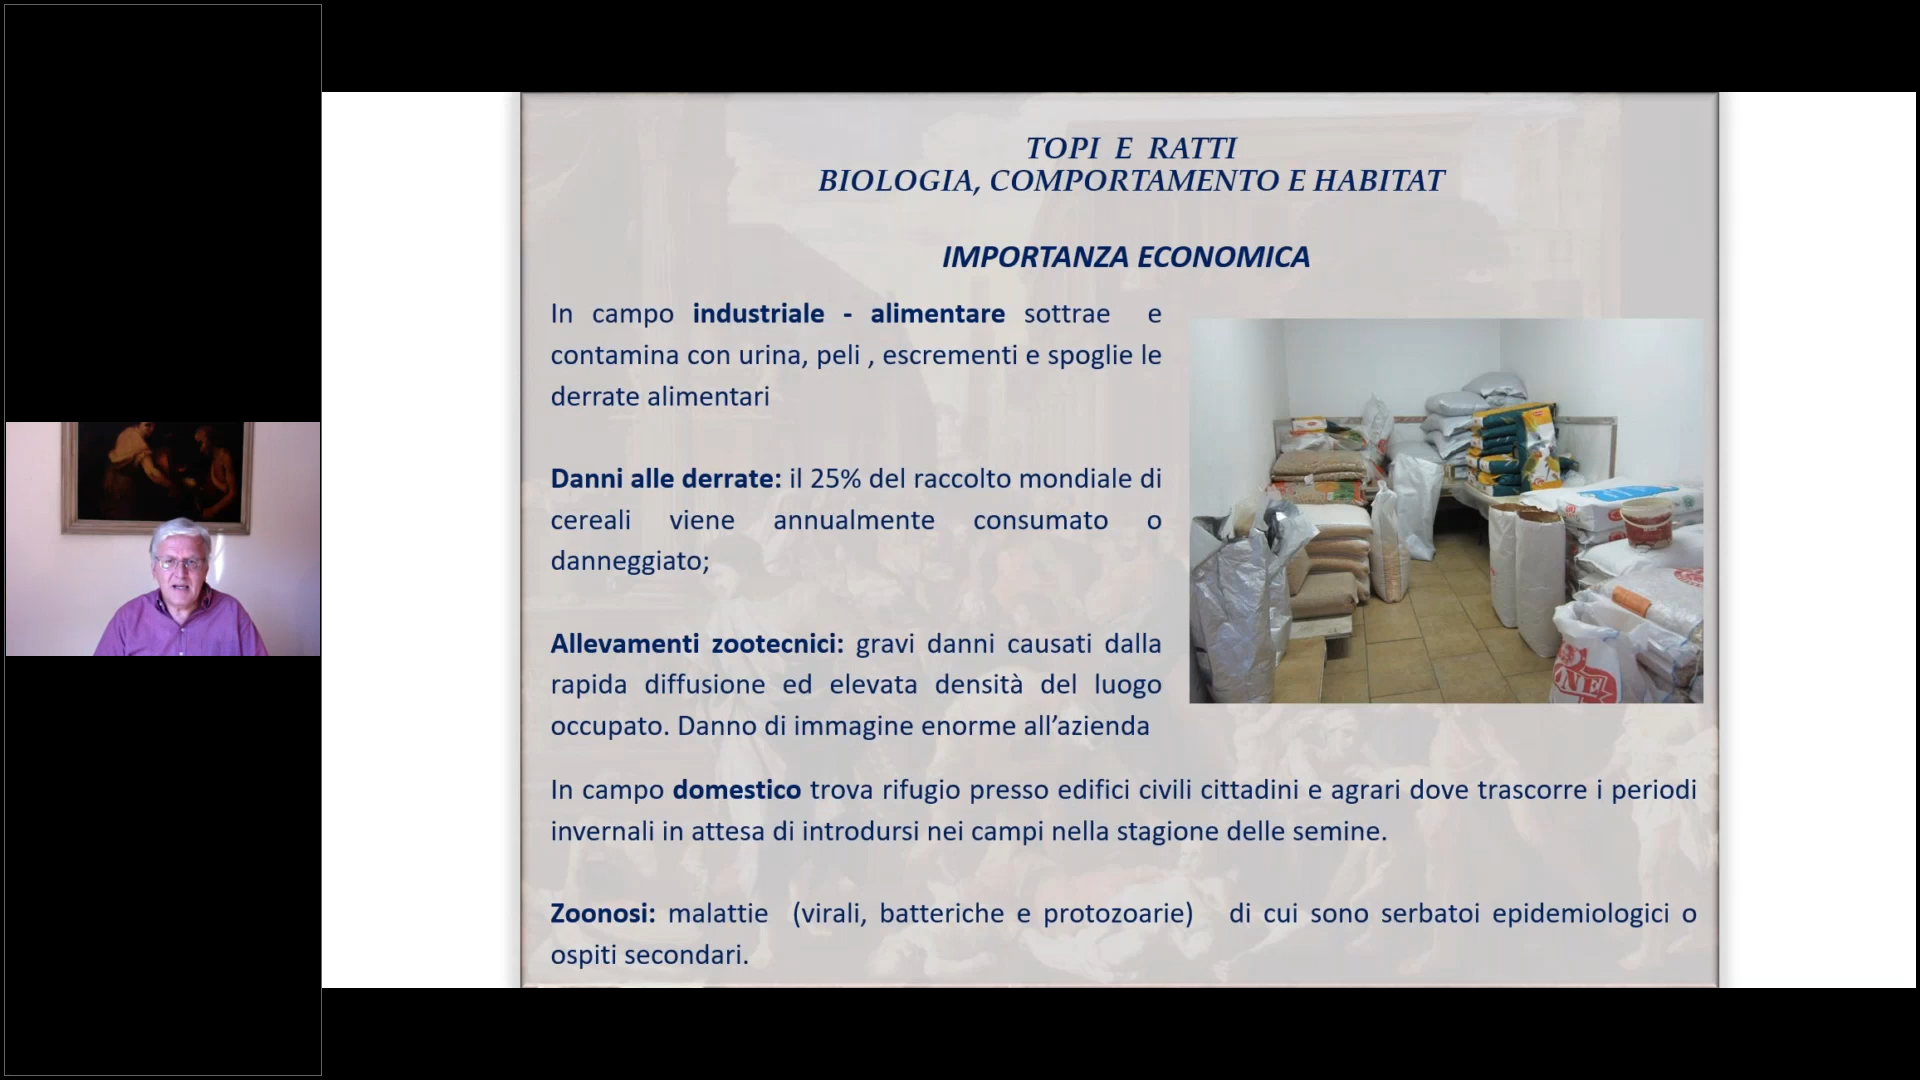 TOPI E RATTI
BIOLOGIA, COMPORTAMENTO E HABITAT
IMPORTANZA ECONOMICA
In campo industriale - alimentare sottrae e
contamina con urina, peli , escrementi e spoglie le
derrate alimentari
Danni alle derrate: il 25% del raccolto mondiale di
cereali viene annualmente consumato o
danneggiato;
Allevamenti zootecnici: gravi danni causati dalla
rapida diffusione ed elevata densità del luogo
occupato. Danno di immagine enorme all’azienda
In campo domestico trova rifugio presso edifici civili cittadini e agrari dove trascorre i periodi
invernali in attesa di introdursi nei campi nella stagione delle semine.
Zoonosi: malattie (virali, batteriche e protozoarie) di cui sono serbatoi epidemiologici o
ospiti secondari.